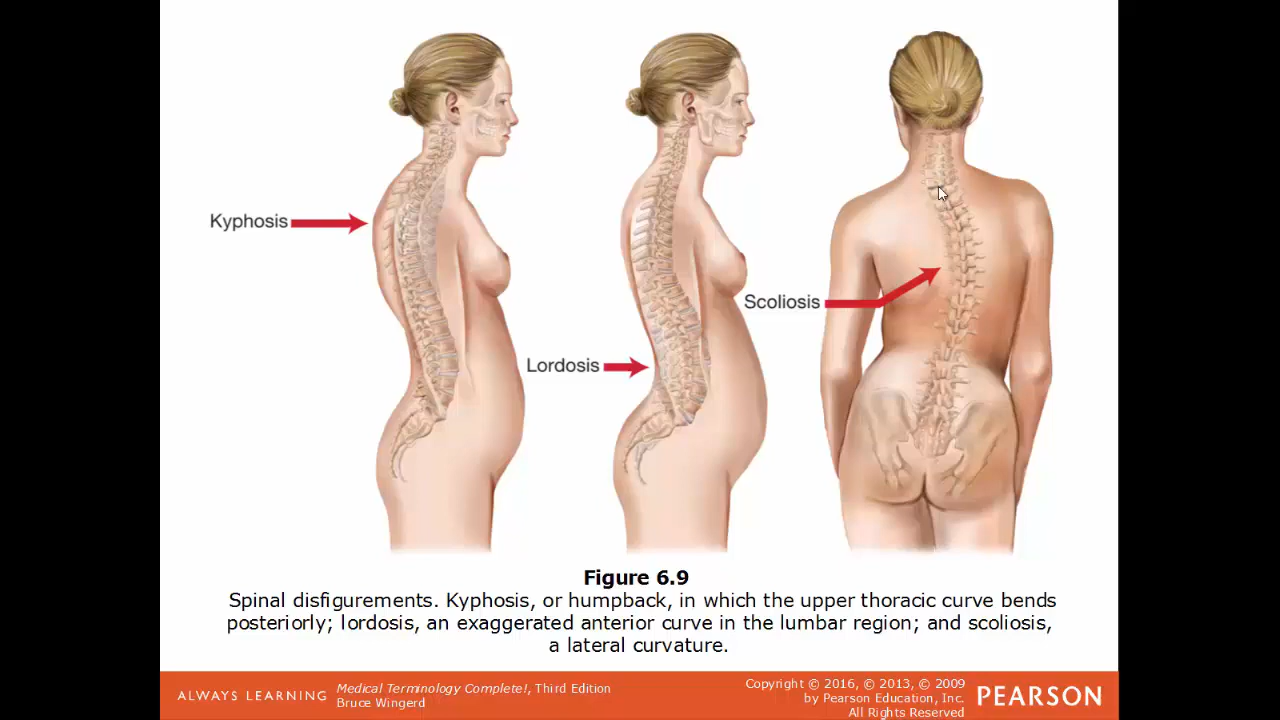 Kyphosis
Lordosis
Scoliosis
Figure 6.9
Spinal disfigurements. Kyphosis, or humpback, in which the upper thoracic curve bends
posteriorly; lordosis, an exaggerated anterior curve in the lumbar region; and scoliosis,
a lateral curvature.
ALWAYS LEARNING
Medical Terminology Complete!, Third Edition
Bruce Wingerd
Copyright © 2016, © 2013, © 2009
by Pearson Education, Inc.
All Rights Reserved
PEARSON